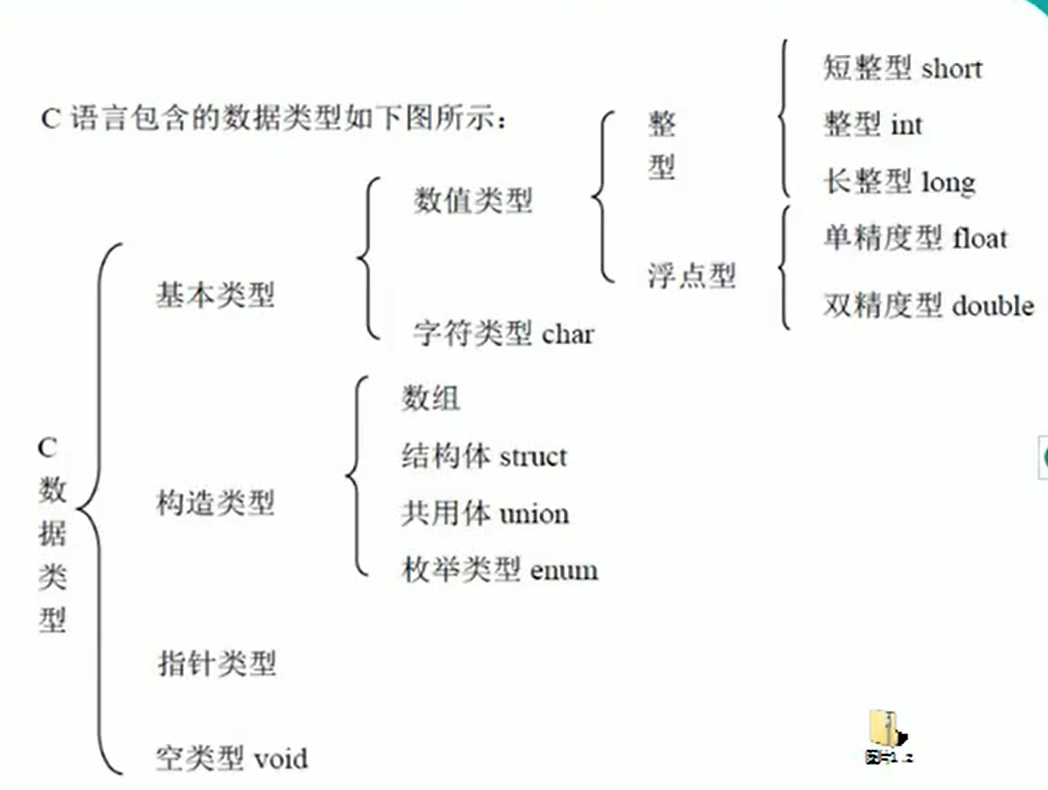 C 语言包含的数据类型如下图所示：
C
数
据
类
型
基本类型
数值类型
整
型
短整型 short
整型 int
长整型 long
浮点型
单精度型 float
双精度型 double
字符类型 char
构造类型
数组
结构体 struct
共用体 union
枚举类型 enum
指针类型
空类型 void